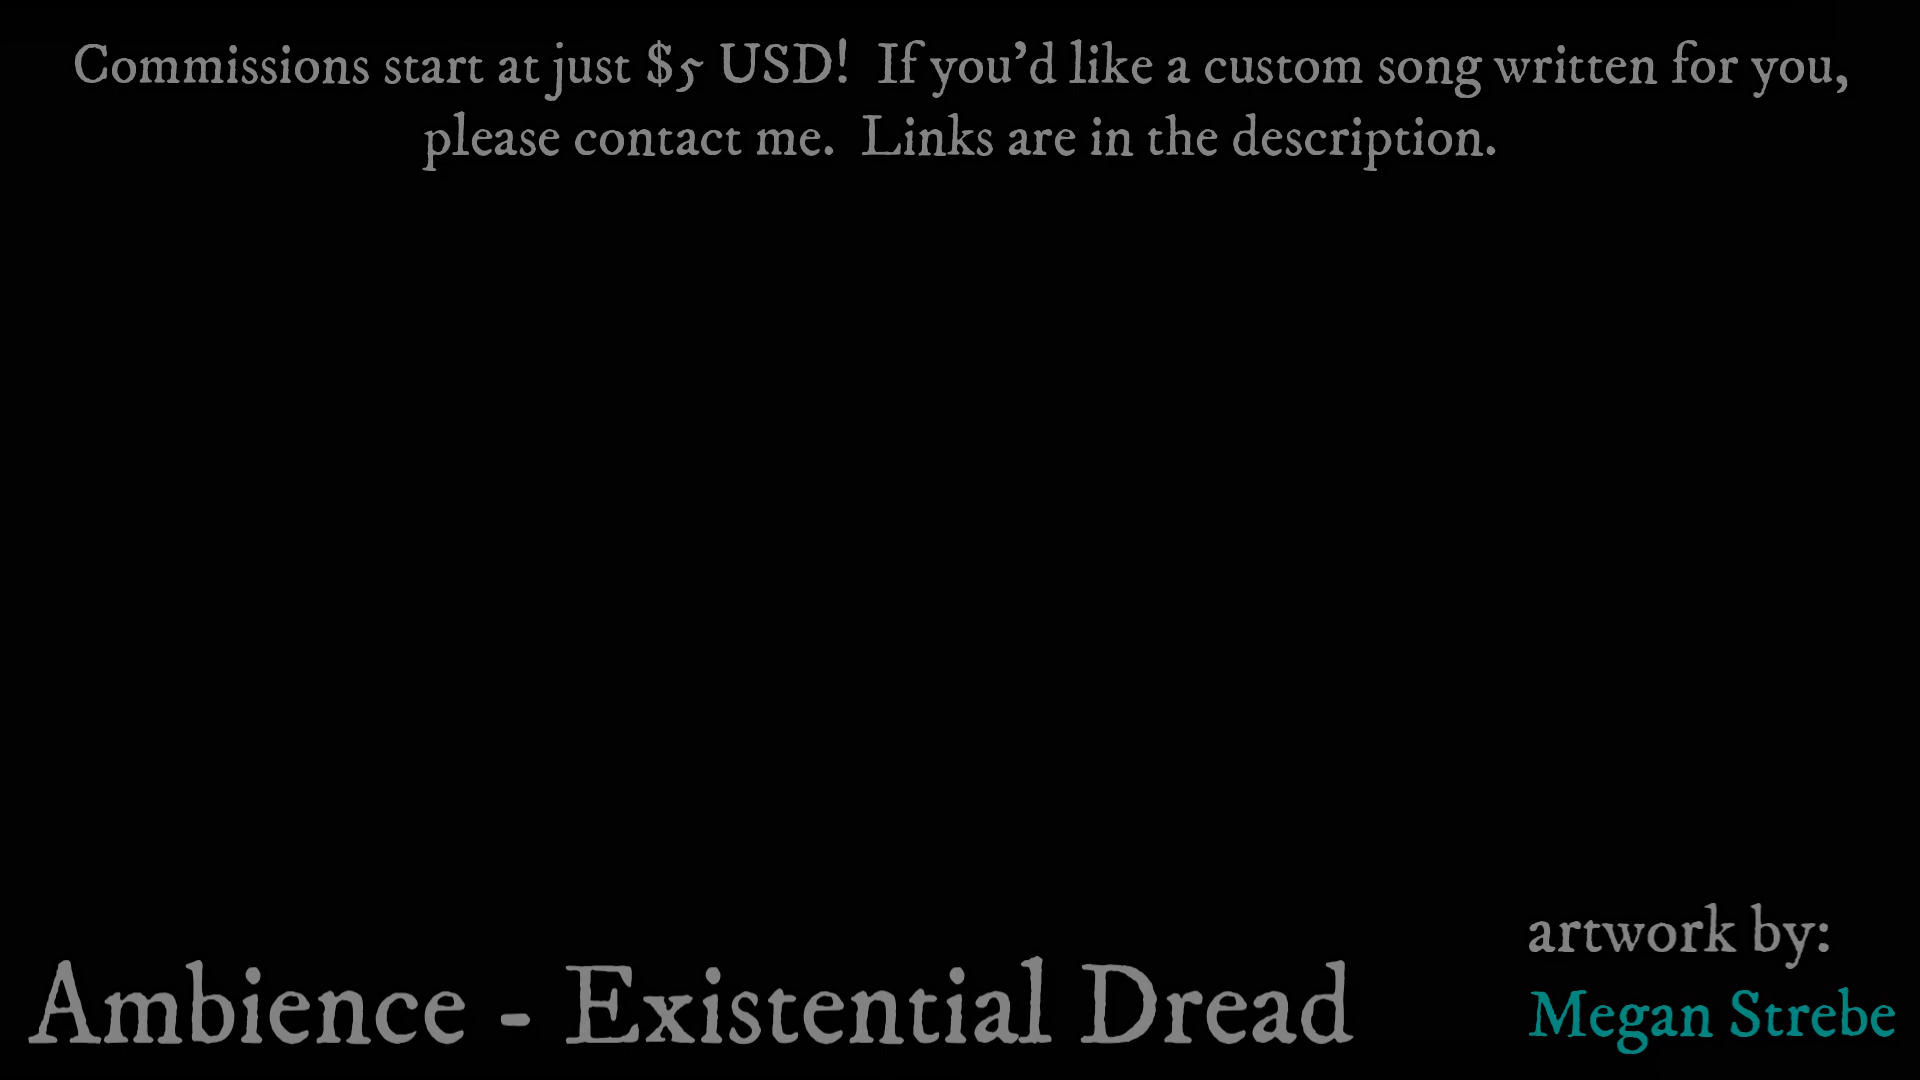 Commissions start at just $5 USD!  If you’d like a custom song written for you,
please contact me.  Links are in the description.
Ambience - Existential Dread
artwork by:
Megan Strebe